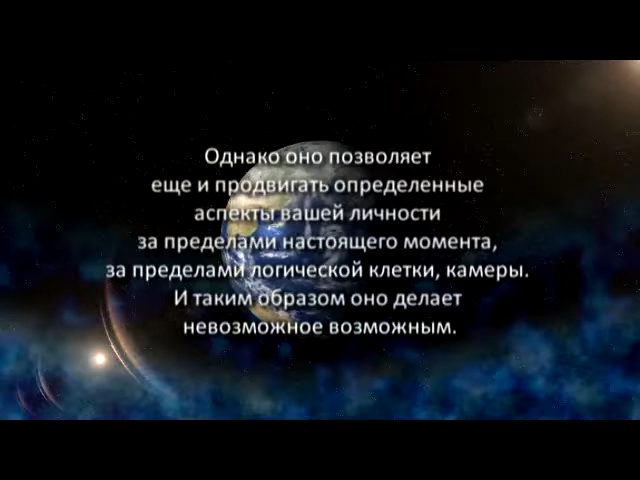 Однако оно позволяет
еще и продвигать определенные
аспекты вашей личности
за пределами настоящего момента,
за пределами логической клетки, камеры.
И таким образом оно делает
невозможное возможным.